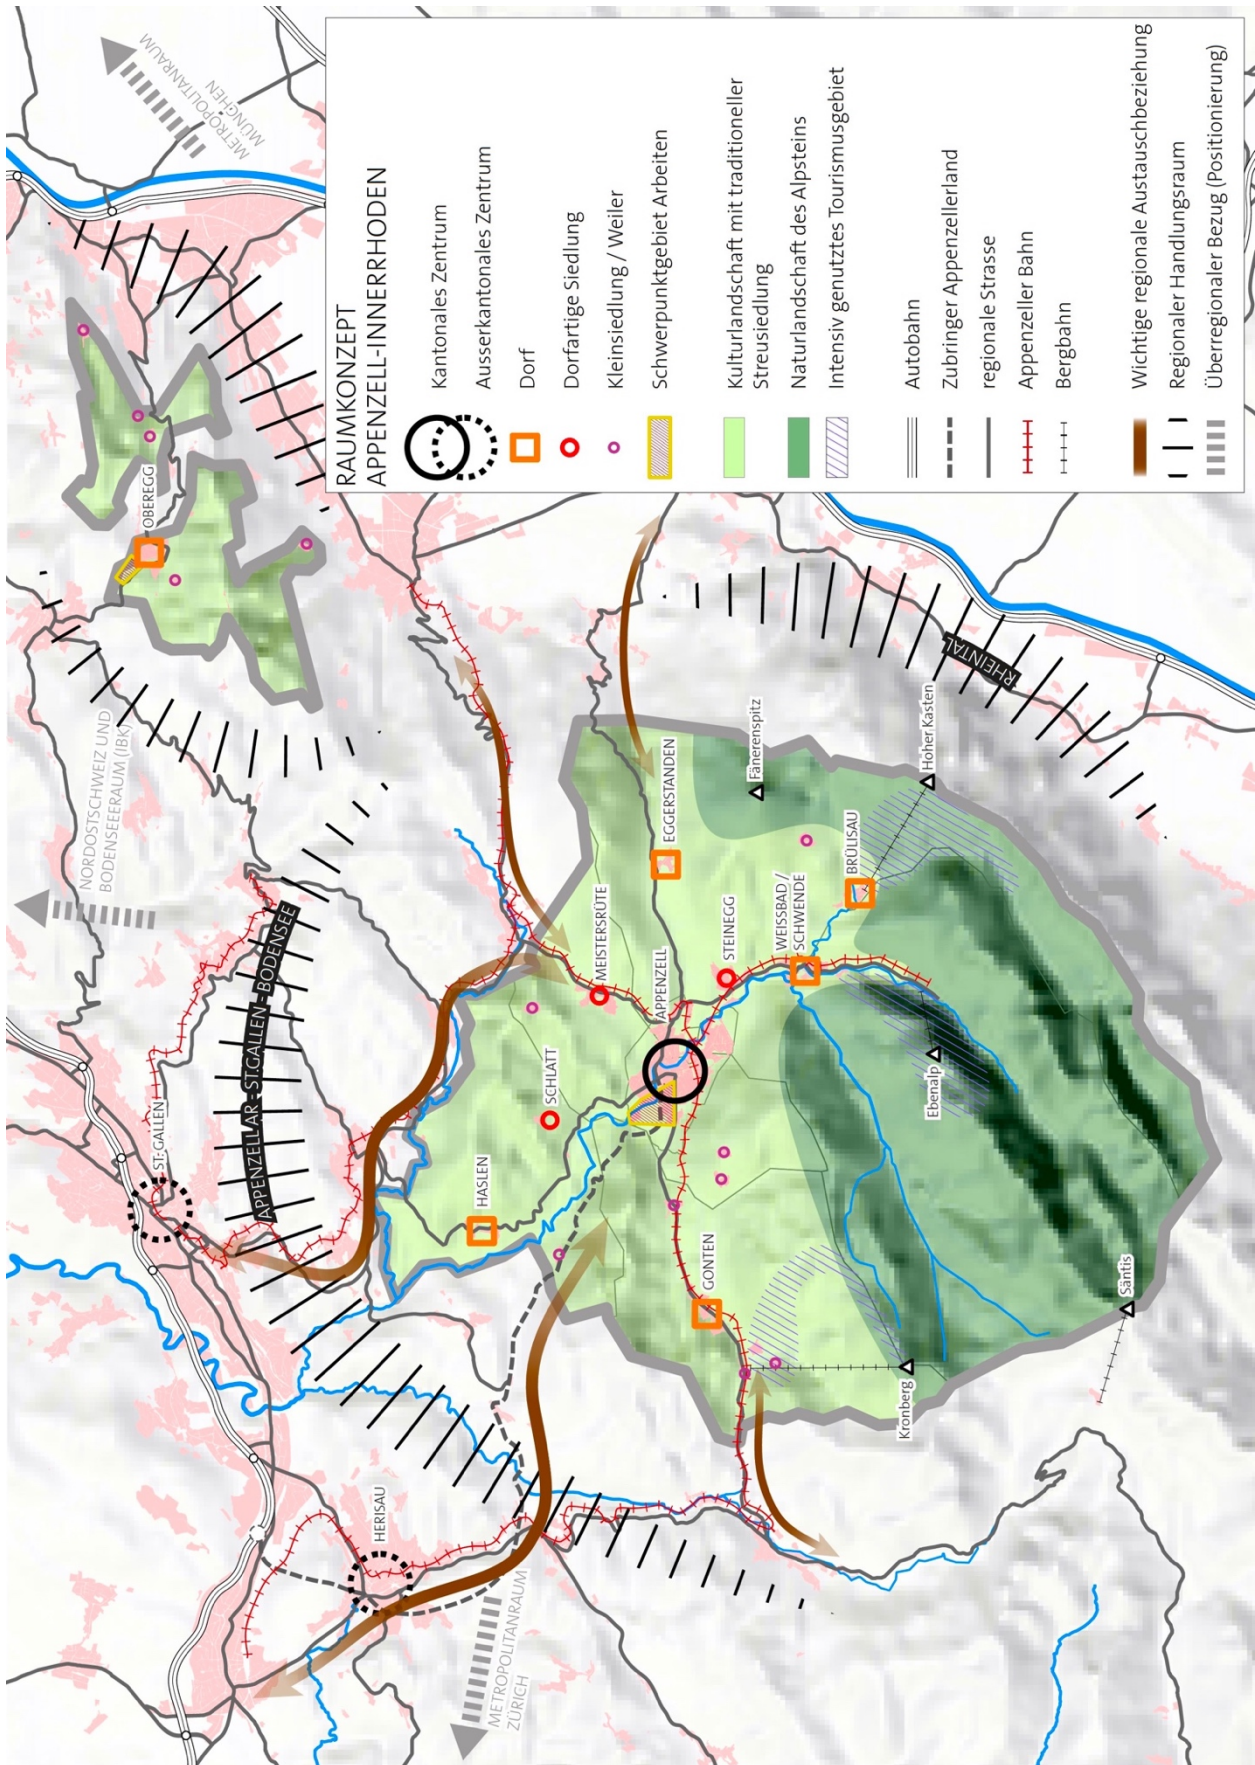 RAUMKONZEPT
APPENZELL-INNERRHODEN
Kantonales Zentrum
Ausserkantonales Zentrum
Dorf
Dorfartige Siedlung
Kleinsiedlung / Weiler
Schwerpunktgebiet Arbeiten
Kulturlandschaft mit traditioneller
Streusiedlung
Naturlandschaft des Alpsteins
Intensiv genutztes Tourismusgebiet
Autobahn
Zubringer Appenzellerland
regionale Strasse
Appenzeller Bahn
Bergbahn
Wichtige regionale Austauschbeziehung
Regionaler Handlungsraum
Überregionaler Bezug (Positionierung)
METROPOLITANRAUM
MÜNCHEN
NORDOSTSCHWEIZ UND
BODENSEERAUM (IBK)
METROPOLITANRAUM
ZÜRICH
APPENZELL AR - ST.GALLEN - BODENSEE
RHEINTAL
ST. GALLEN
HERISAU
OBEREGG
HASLEN
SCHLATT
MEISTERSRÜTE
APPENZELL
EGGERSTANDEN
STEINEGG
WEISSBAD /
SCHWENDE
BRÜLISAU
GONTEN
Fänerenspitz
Hoher Kasten
Ebenalp
Kronberg
Säntis